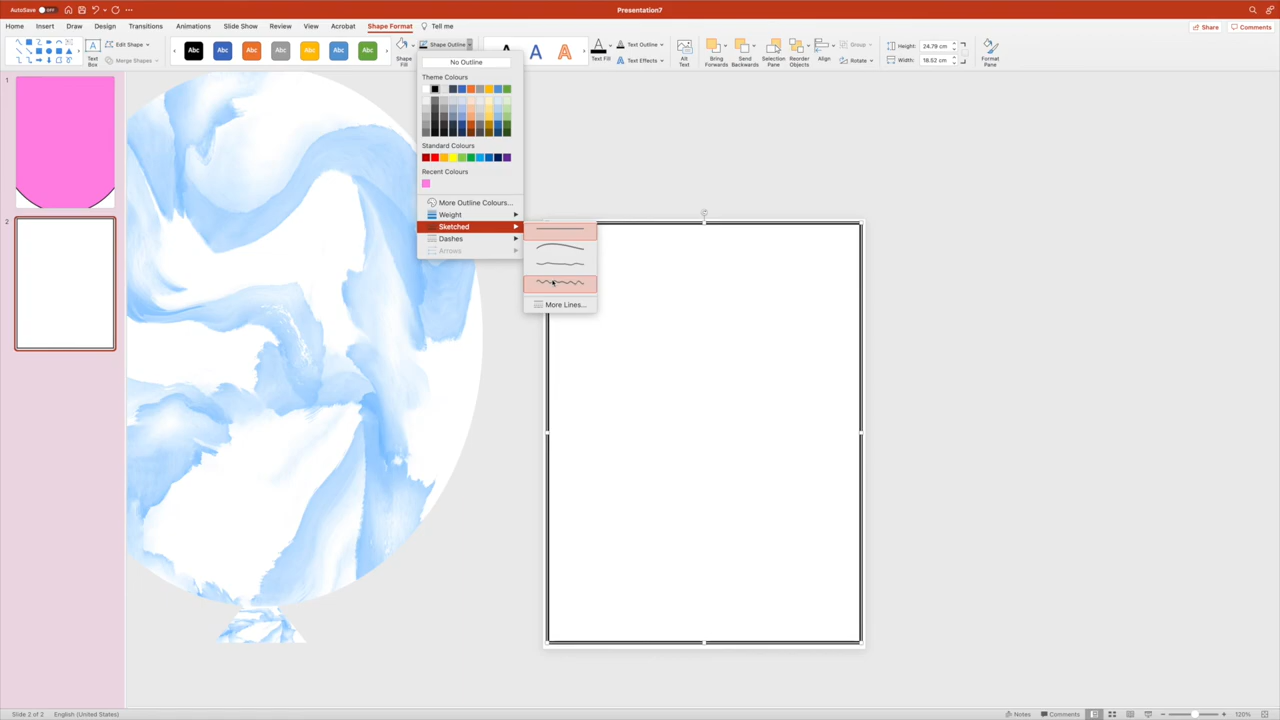 AutoSave OFF
Presentation7
Home Insert Draw Design Transitions Animations Slide Show Review View Acrobat Shape Format Tell me
Share Comments
Text Box
Edit Shape
Merge Shapes
Abc Abc Abc Abc Abc Abc Abc
Shape Fill
Shape Outline
A A A
Text Fill
Text Outline
Text Effects
Alt Text
Bring Forwards
Send Backwards
Selection Pane
Reorder Objects
Align
Group
Rotate
Height: 24.79 cm
Width: 18.52 cm
Format Pane
No Outline
Theme Colours
Standard Colours
Recent Colours
More Outline Colours...
Weight
Sketched
Dashes
Arrows
More Lines...
1
2
Slide 2 of 2 English (United States)
Notes Comments 120%